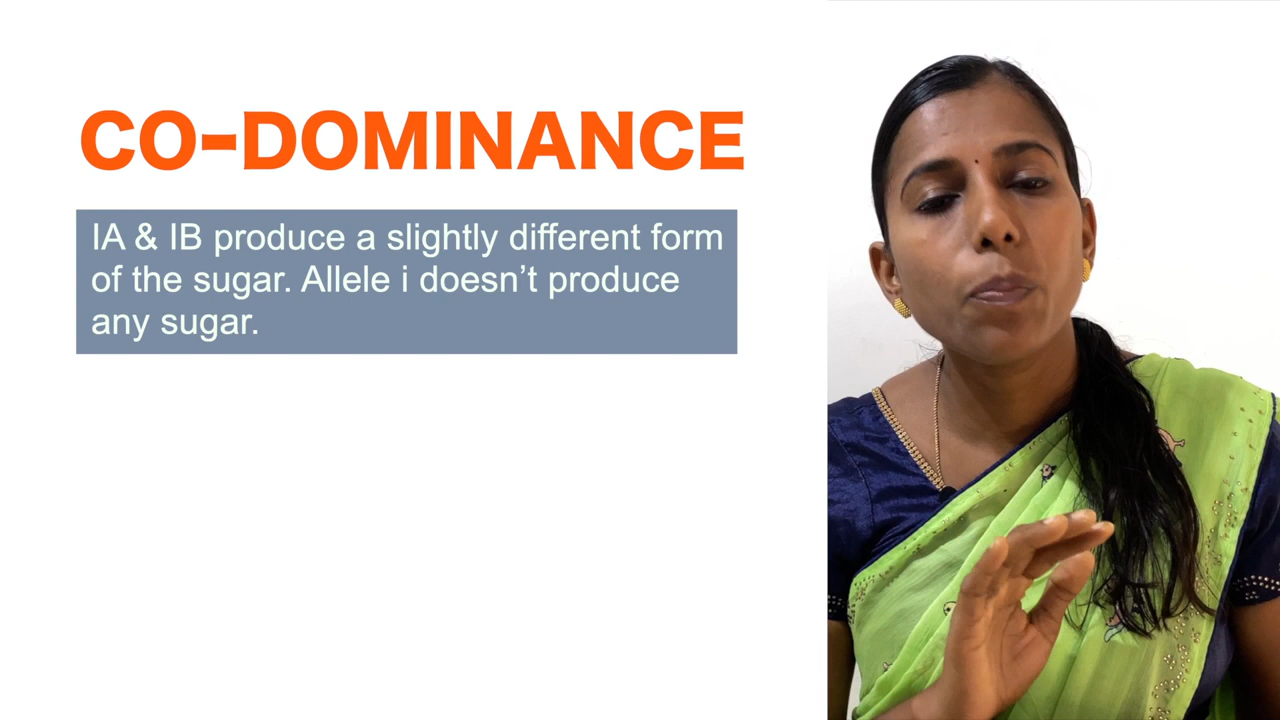 CO-DOMINANCE
IA & IB produce a slightly different form
of the sugar. Allele i doesn’t produce
any sugar.